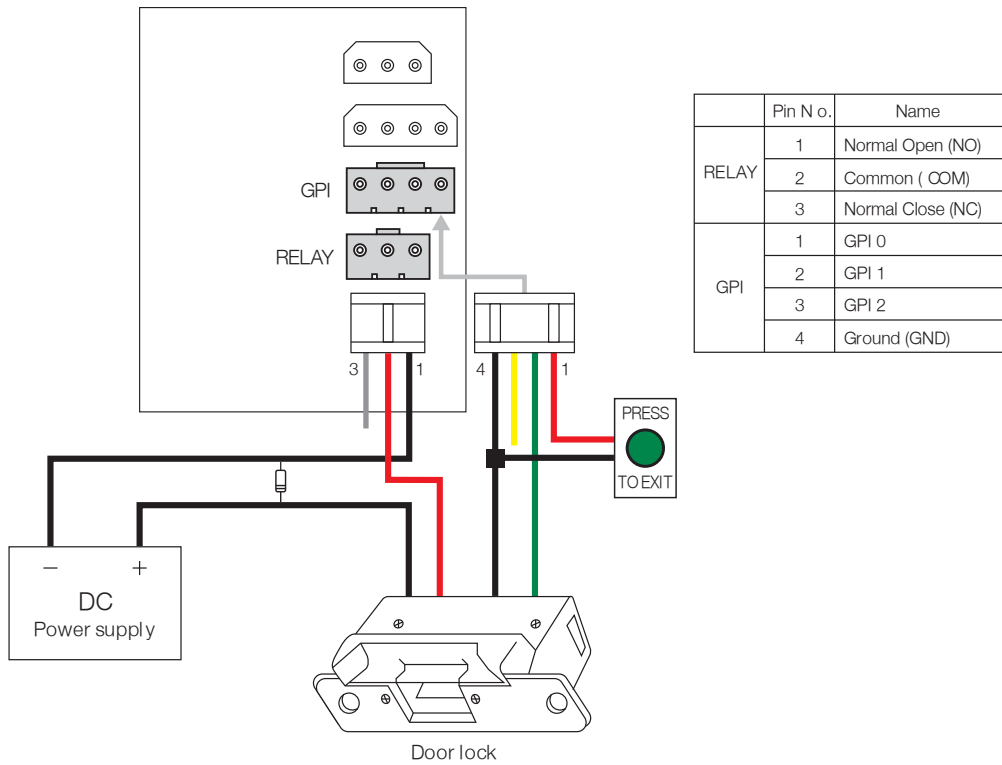 GPI
RELAY
3
1
4
1
PRESS
TO EXIT
−
+
DC
Power supply
Door lock
Pin N o.
Name
RELAY
1
Normal Open (NO)
2
Common ( COM)
3
Normal Close (NC)
GPI
1
GPI 0
2
GPI 1
3
GPI 2
4
Ground (GND)